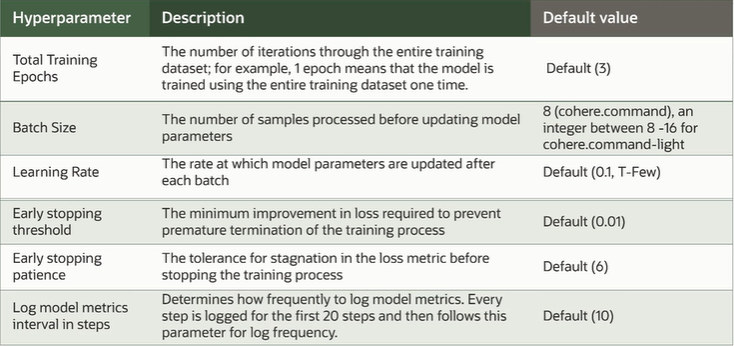 Hyperparameter Description Default value
Total Training
Epochs
The number of iterations through the entire training
dataset; for example, 1 epoch means that the model is
trained using the entire training dataset one time.
Default (3)
Batch Size
The number of samples processed before updating model
parameters
8 (cohere.command), an
integer between 8 -16 for
cohere.command-light
Learning Rate
The rate at which model parameters are updated after
each batch
Default (0.1, T-Few)
Early stopping
threshold
The minimum improvement in loss required to prevent
premature termination of the training process
Default (0.01)
Early stopping
patience
The tolerance for stagnation in the loss metric before
stopping the training process
Default (6)
Log model metrics
interval in steps
Determines how frequently to log model metrics. Every
step is logged for the first 20 steps and then follows this
parameter for log frequency.
Default (10)